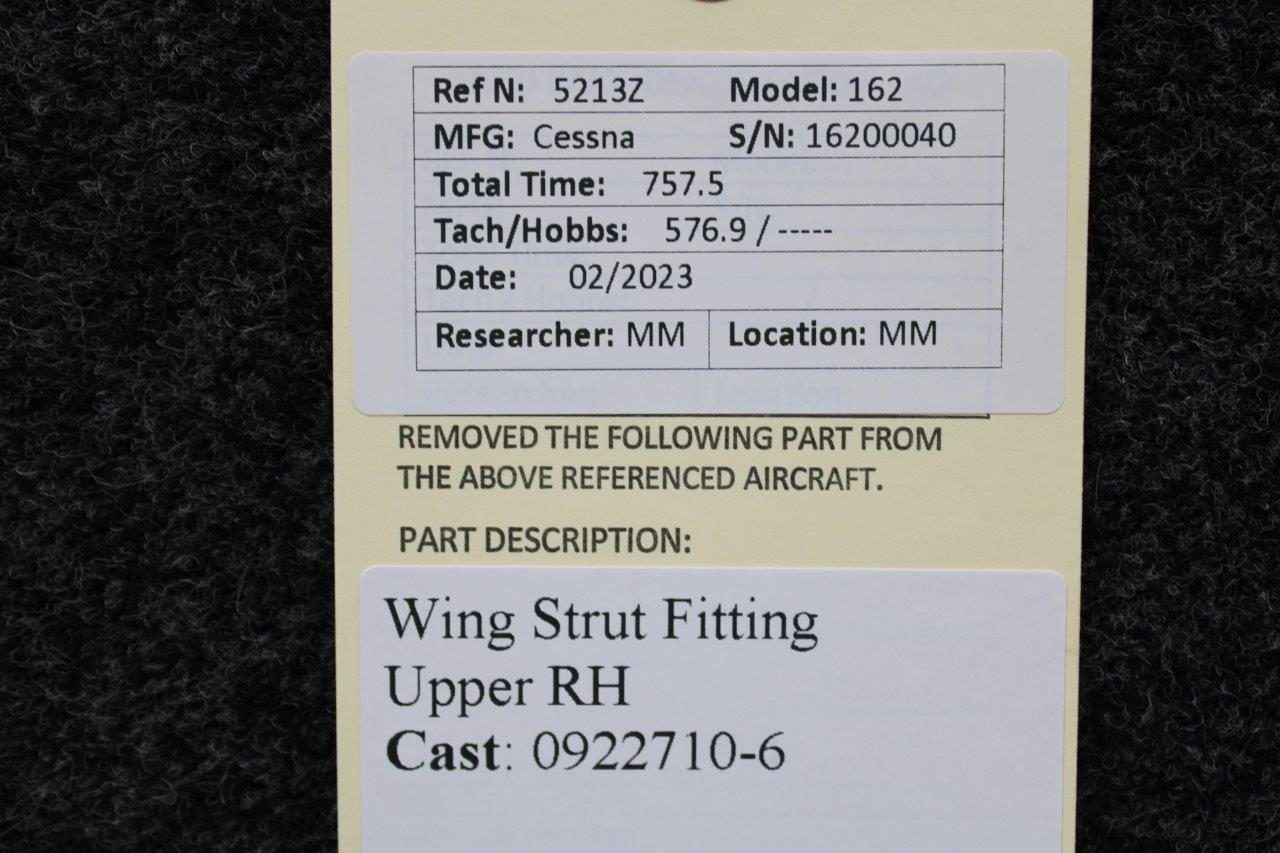 Ref N: 5213Z Model: 162
MFG: Cessna S/N: 16200040
Total Time: 757.5
Tach/Hobbs: 576.9 / -----
Date: 02/2023
Researcher: MM Location: MM
Researcher: Location:
REMOVED THE FOLLOWING PART FROM
THE ABOVE REFERENCED AIRCRAFT.
PART DESCRIPTION:
Wing Strut Fitting
Upper RH
Cast: 0922710-6